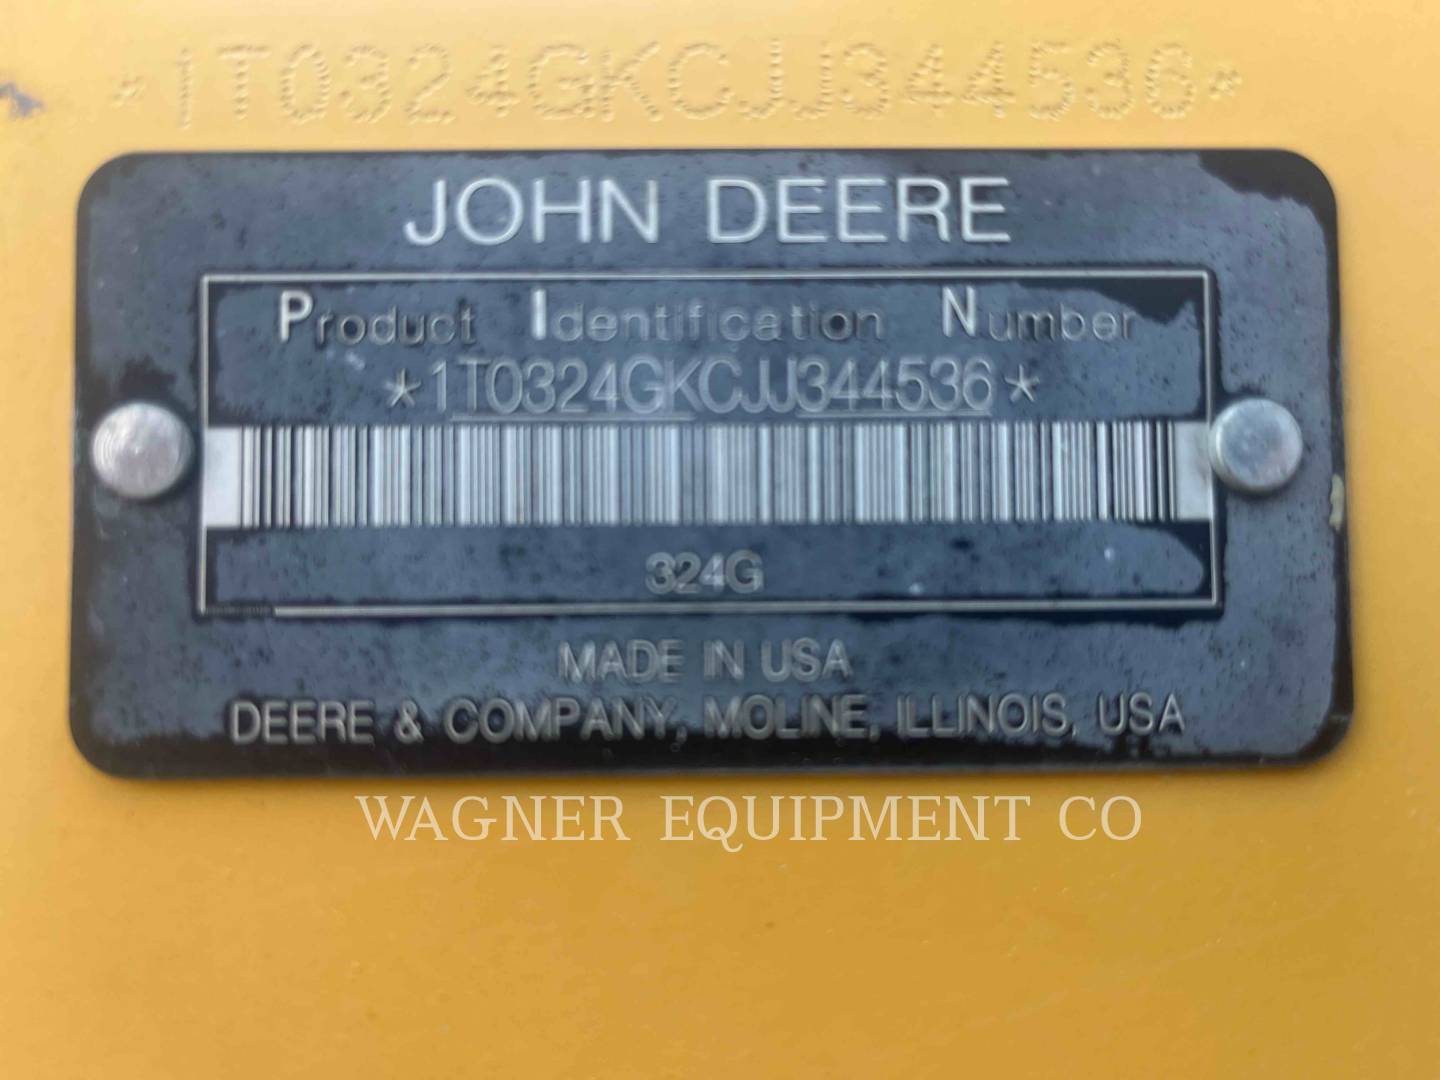 *1T0324GKCJJ344536*
JOHN DEERE
Product Identification Number
*1T0324GKCJJ344536*
324G
MADE IN USA
DEERE & COMPANY, MOLINE, ILLINOIS, USA
WAGNER EQUIPMENT CO